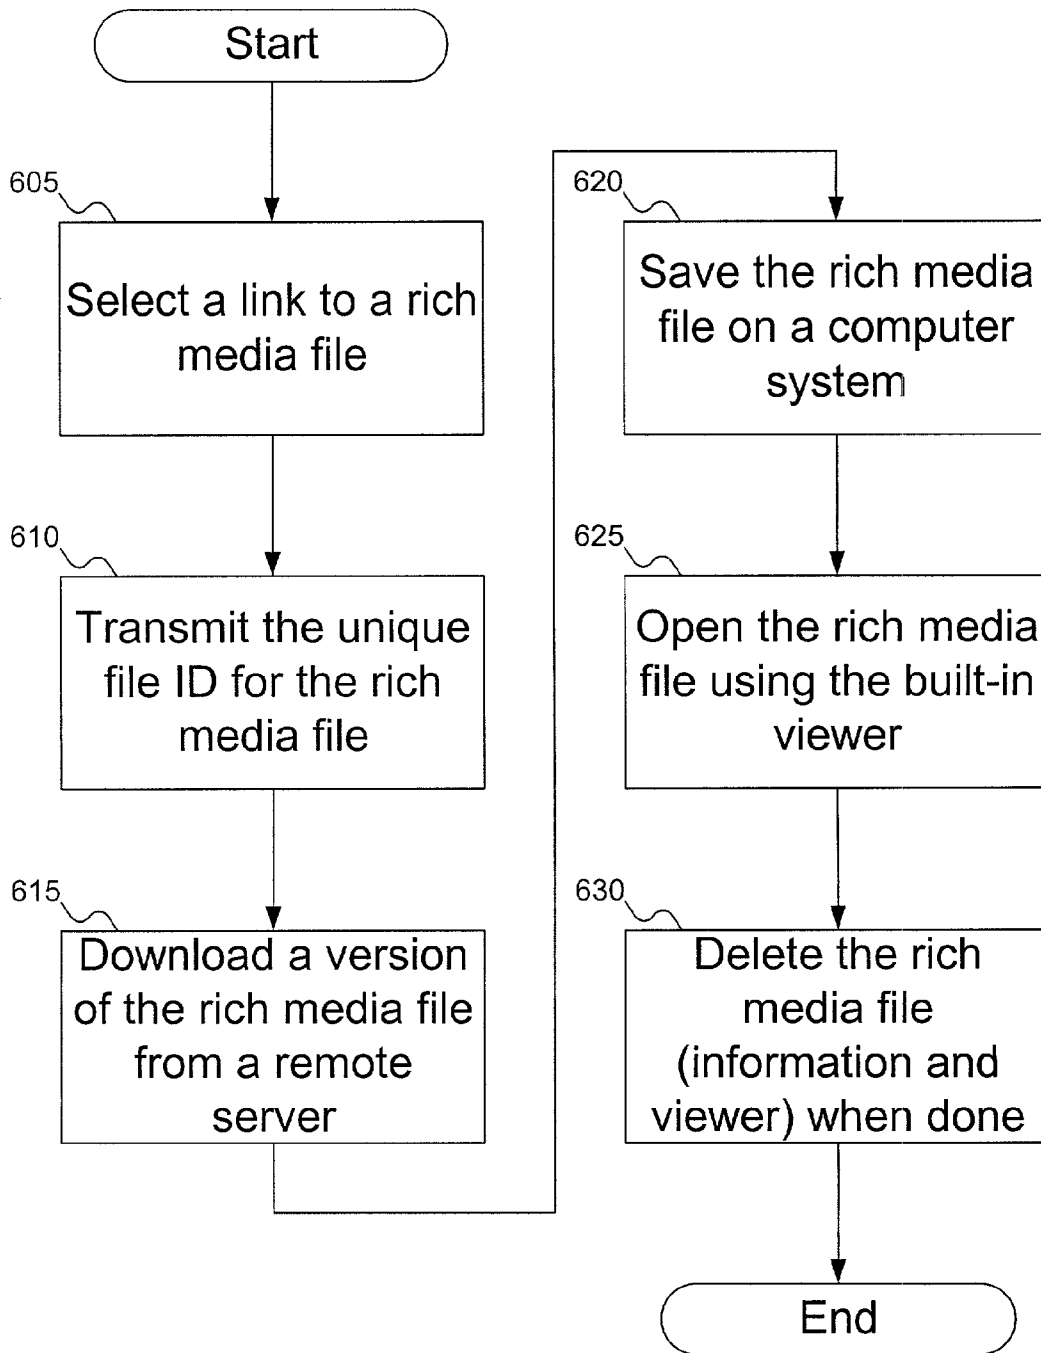 Start
605
Select a link to a rich
media file
610
Transmit the unique
file ID for the rich
media file
615
Download a version
of the rich media file
from a remote
server
620
Save the rich media
file on a computer
system
625
Open the rich media
file using the built-in
viewer
630
Delete the rich
media file
(information and
viewer) when done
End